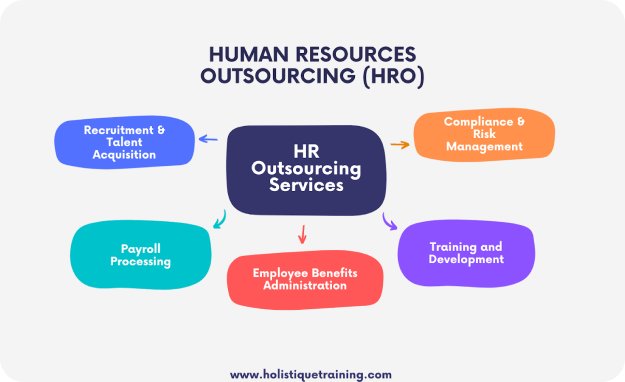 HUMAN RESOURCES
OUTSOURCING (HRO)
Recruitment &
Talent
Acquisition
HR
Outsourcing
Services
Compliance &
Risk
Management
Payroll
Processing
Employee Benefits
Administration
Training and
Development
www.holistiquetraining.com